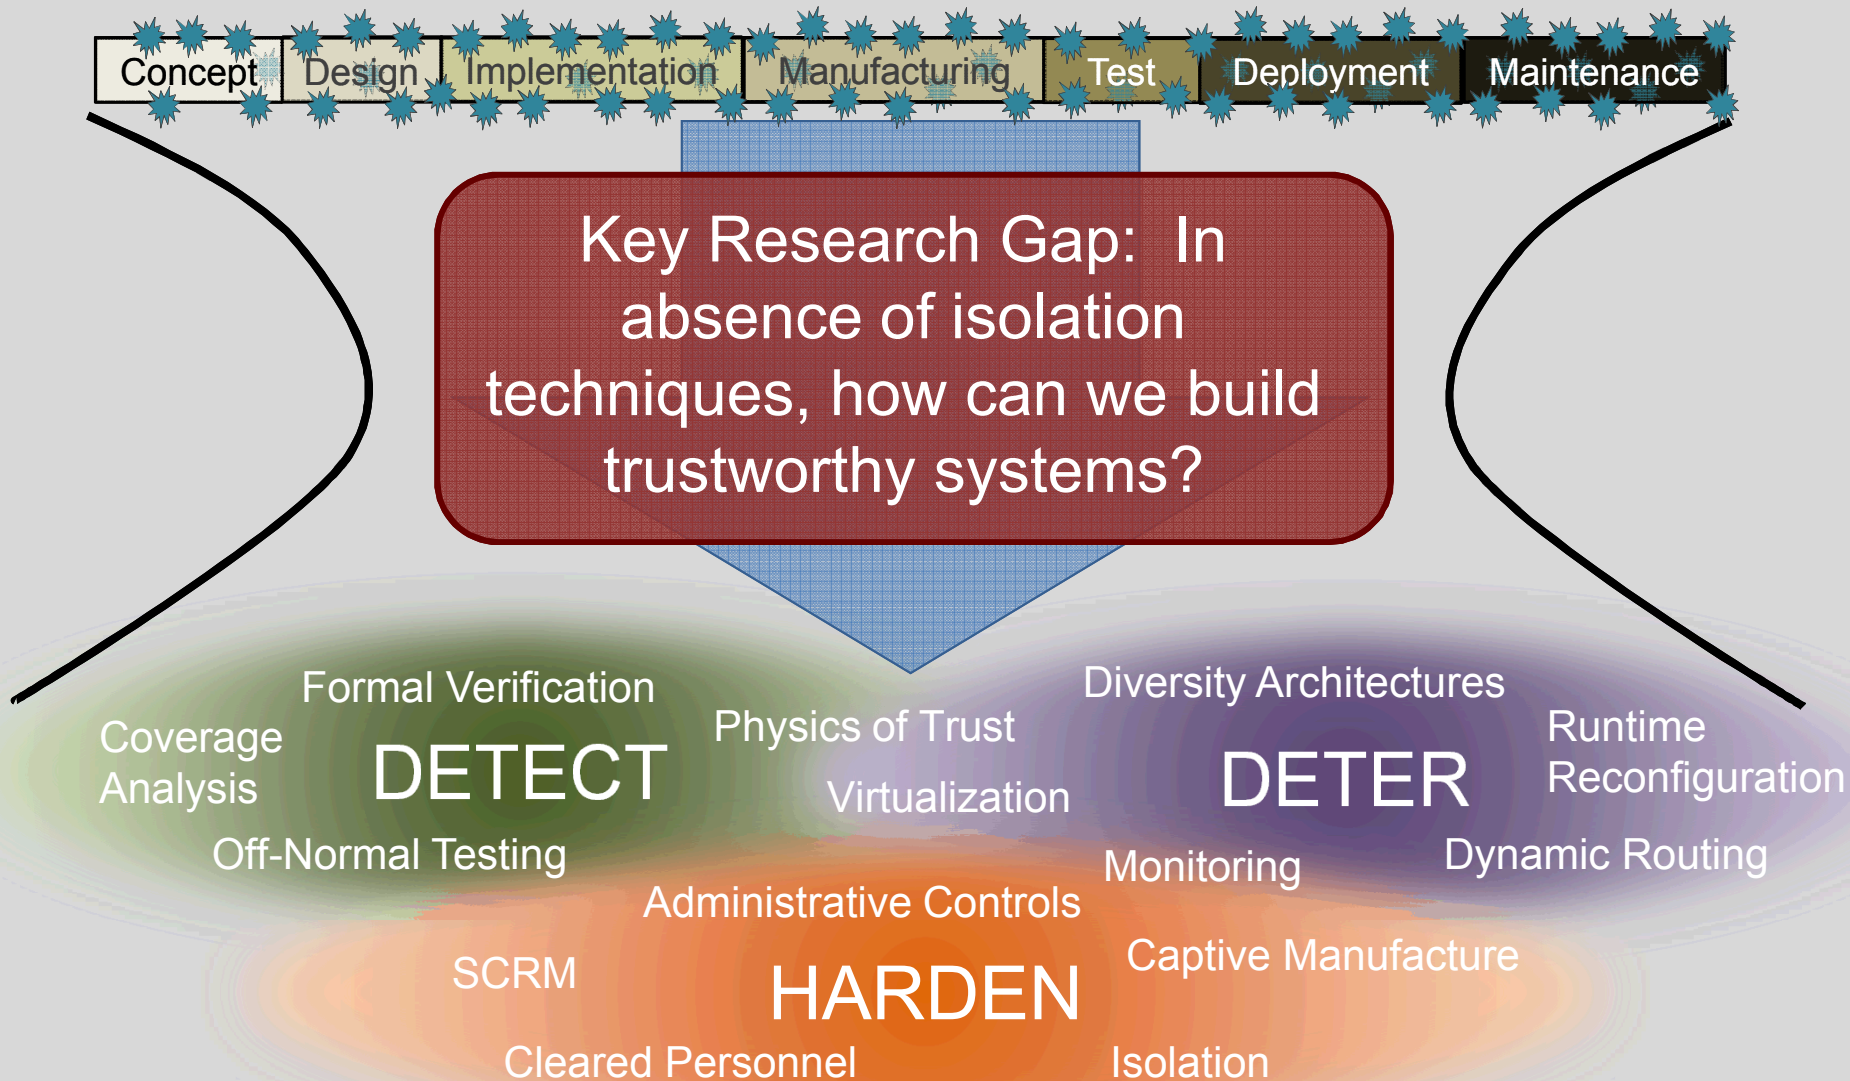 Concept Design Implementation Manufacturing Test Deployment Maintenance
Key Research Gap: In
absence of isolation
techniques, how can we build
trustworthy systems?
Formal Verification
Coverage
Analysis
DETECT
Off-Normal Testing
Physics of Trust
Virtualization
Diversity Architectures
DETER
Runtime
Reconfiguration
Monitoring
Dynamic Routing
Administrative Controls
SCRM
HARDEN
Captive Manufacture
Cleared Personnel
Isolation